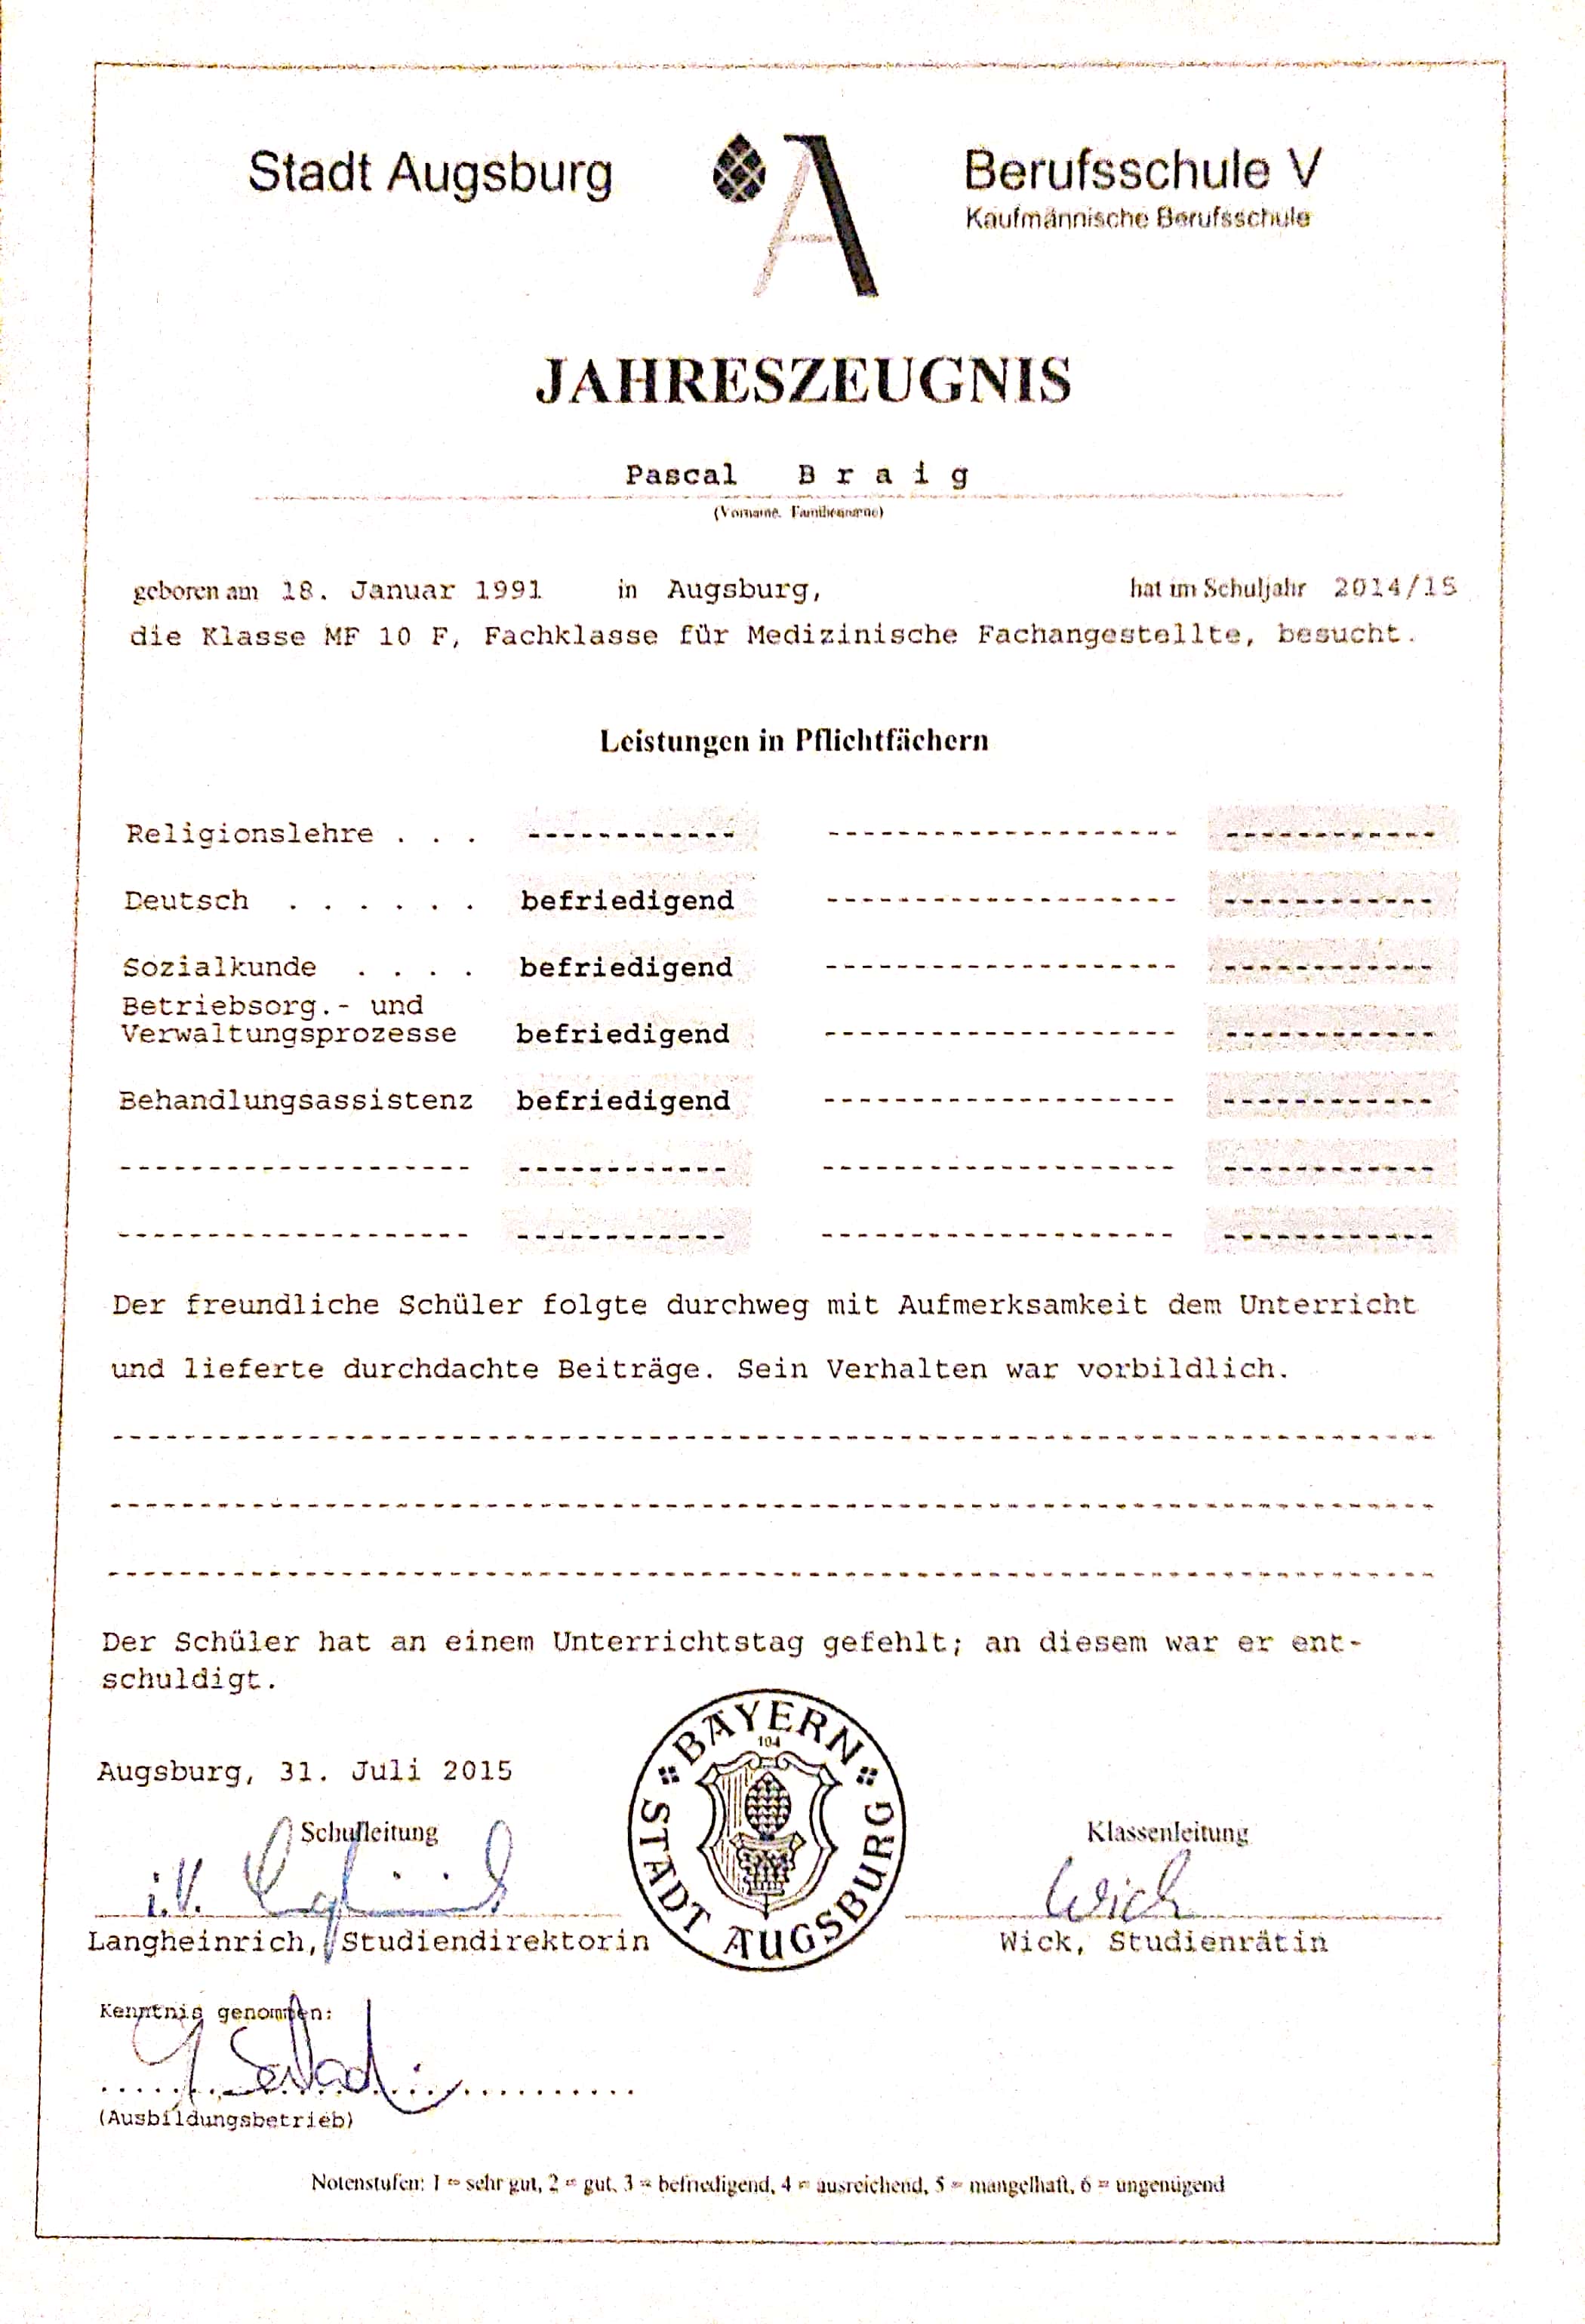 Stadt Augsburg
A
Berufsschule V
Kaufmännische Berufsschule
JAHRESZEUGNIS
Pascal B r a i g
(Vorname, Familienname)
geboren am 18. Januar 1991 in Augsburg, hat im Schuljahr 2014/15
die Klasse MF 10 F, Fachklasse für Medizinische Fachangestellte, besucht.
Leistungen in Pflichtfächern
Religionslehre . . . ------------ -------------------- ------------
Deutsch . . . . . . befriedigend -------------------- ------------
Sozialkunde . . . . befriedigend -------------------- ------------
Betriebsorg.- und
Verwaltungsprozesse befriedigend -------------------- ------------
Behandlungsassistenz befriedigend -------------------- ------------
-------------------- ------------ -------------------- ------------
-------------------- ------------ -------------------- ------------
Der freundliche Schüler folgte durchweg mit Aufmerksamkeit dem Unterricht
und lieferte durchdachte Beiträge. Sein Verhalten war vorbildlich.
Der Schüler hat an einem Unterrichtstag gefehlt; an diesem war er ent-
schuldigt.
BAYERN
104
STADT AUGSBURG
Augsburg, 31. Juli 2015
Schulleitung
Klassenleitung
i.V.
Wick
Langheinrich, Studiendirektorin
Wick, Studienrätin
Kenntnis genommen:
(Ausbildungsbetrieb)
Notenstufen: 1 = sehr gut, 2 = gut, 3 = befriedigend, 4 = ausreichend, 5 = mangelhaft, 6 = ungenügend